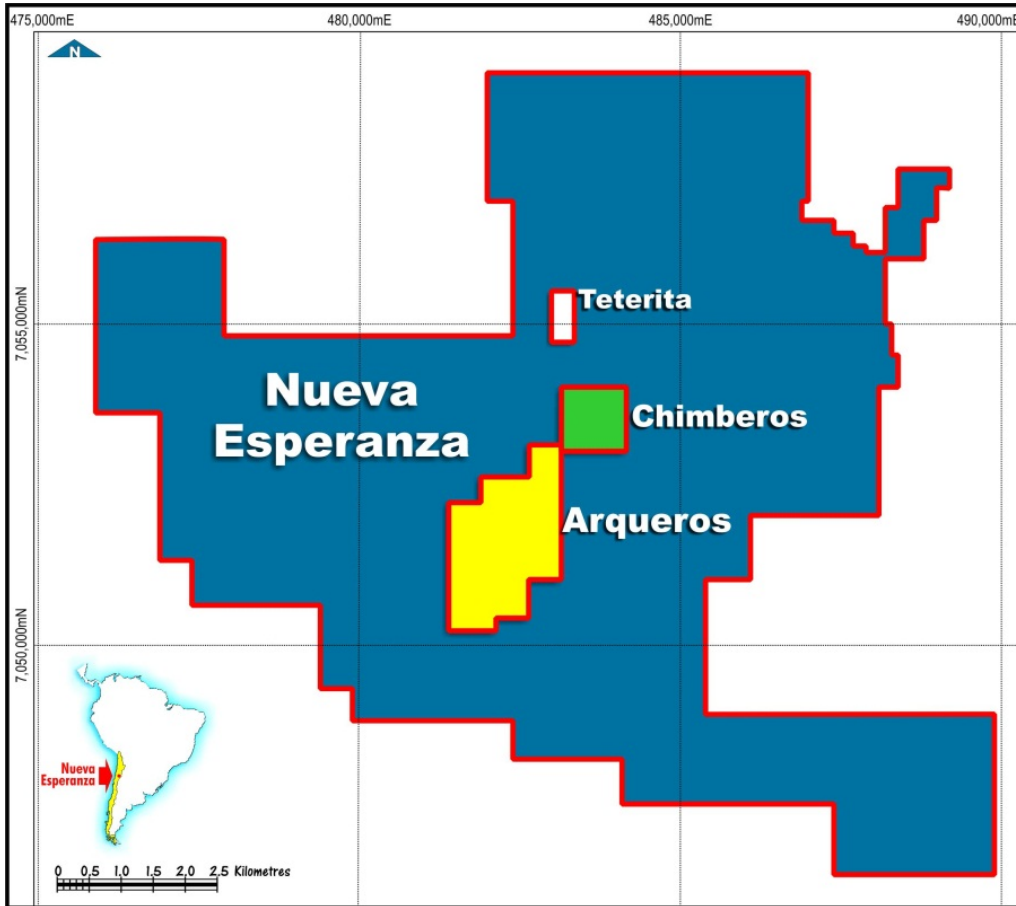 475,000mE
480,000mE
485,000mE
490,000mE
N
7,055,000mN
7,050,000mN
Teterita
Nueva
Esperanza
Chimberos
Arqueros
Nueva
Esperanza
0 0.5 1.0 1.5 2.0 2.5 Kilometres